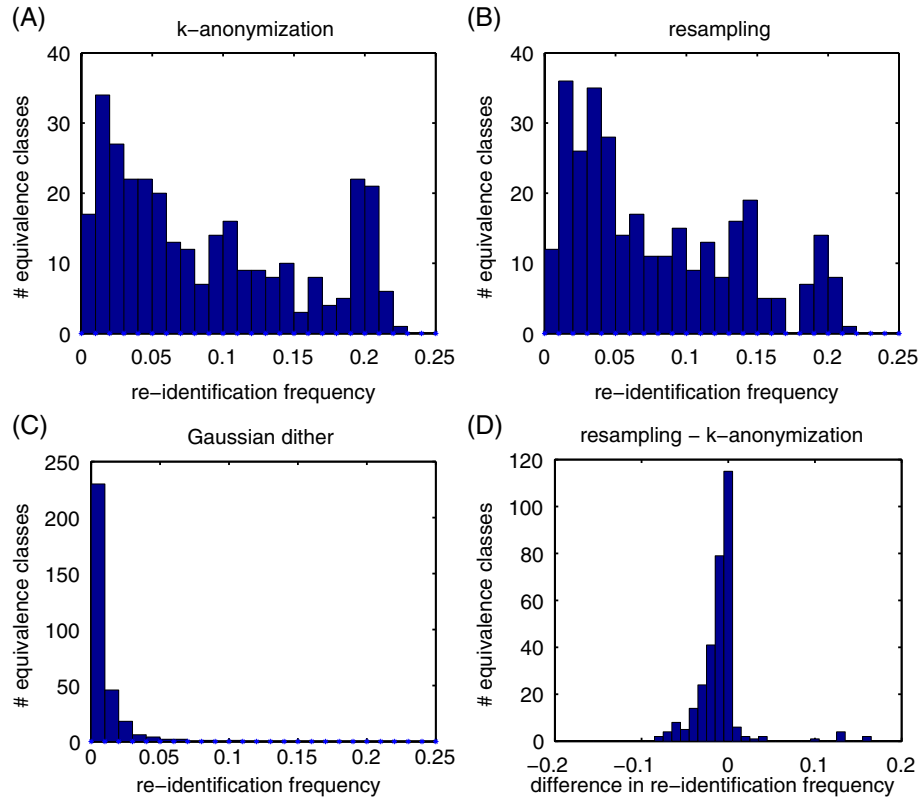 (A)
k−anonymization
40
30
20
10
0
# equivalence classes
0 0.05 0.1 0.15 0.2 0.25
re−identification frequency
(B)
resampling
40
30
20
10
0
# equivalence classes
0 0.05 0.1 0.15 0.2 0.25
re−identification frequency
(C)
Gaussian dither
250
200
150
100
50
0
# equivalence classes
0 0.05 0.1 0.15 0.2 0.25
re−identification frequency
(D)
resampling − k−anonymization
120
100
80
60
40
20
0
# equivalence classes
−0.2 −0.1 0 0.1 0.2
difference in re−identification frequency